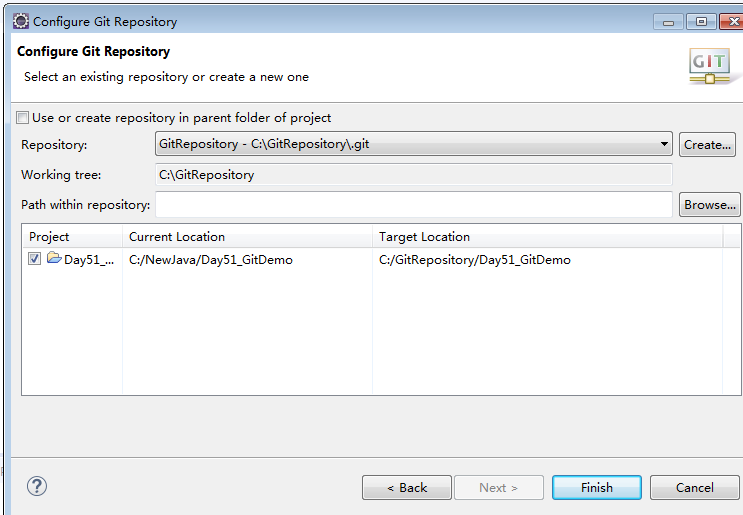 Configure Git Repository
Configure Git Repository
Select an existing repository or create a new one
GIT
Use or create repository in parent folder of project
Repository: GitRepository - C:\GitRepository\.git Create...
Working tree: C:\GitRepository
Path within repository: Browse...
Project Current Location Target Location
Day51_... C:/NewJava/Day51_GitDemo C:/GitRepository/Day51_GitDemo
? < Back Next > Finish Cancel